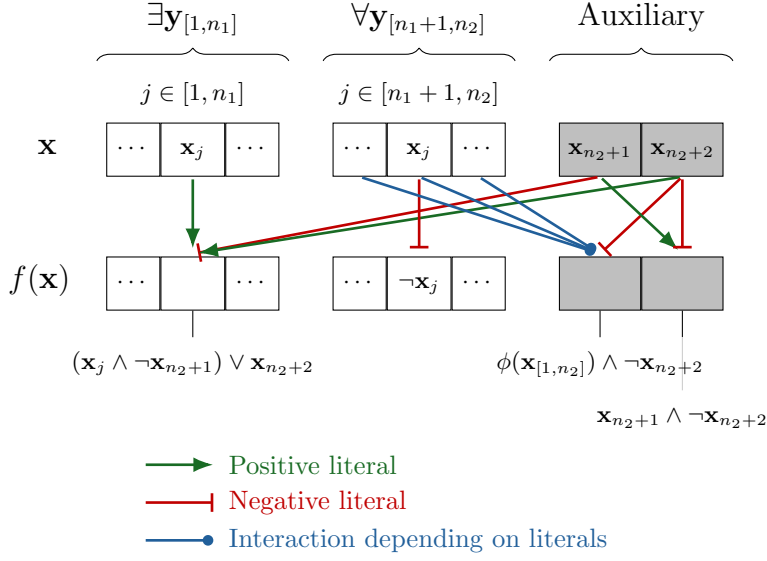 ∃𝐲[1,n₁] ∀𝐲[n₁+1,n₂] Auxiliary
j ∈ [1, n₁] j ∈ [n₁ + 1, n₂]
𝐱 ··· 𝐱ⱼ ··· ··· 𝐱ⱼ ··· 𝐱n₂+1 𝐱n₂+2
f(𝐱) ··· ··· ··· ¬𝐱ⱼ ···
(𝐱ⱼ ∧ ¬𝐱n₂+1) ∨ 𝐱n₂+2 ϕ(𝐱[1,n₂]) ∧ ¬𝐱n₂+2
𝐱n₂+1 ∧ ¬𝐱n₂+2
Positive literal
Negative literal
Interaction depending on literals